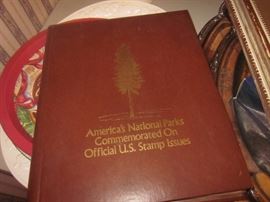 America's National Parks
Commemorated On
Official U.S. Stamp Issues